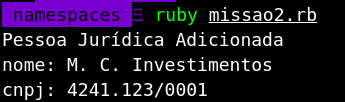 namespaces Ξ ruby missao2.rb
Pessoa Jurídica Adicionada
nome: M. C. Investimentos
cnpj: 4241.123/0001